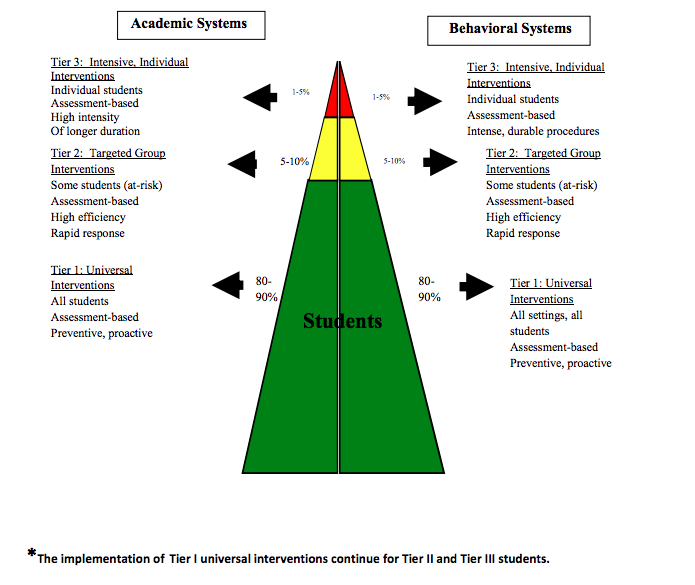 Academic Systems
Behavioral Systems
Tier 3:  Intensive, Individual
Interventions
Individual students
Assessment-based
High intensity
Of longer duration
1-5%
1-5%
Tier 3:  Intensive, Individual
Interventions
Individual students
Assessment-based
Intense, durable procedures
Tier 2:  Targeted Group
Interventions
Some students (at-risk)
Assessment-based
High efficiency
Rapid response
5-10%
5-10%
Tier 2:  Targeted Group
Interventions
Some students (at-risk)
Assessment-based
High efficiency
Rapid response
Tier 1: Universal
Interventions
All students
Assessment-based
Preventive, proactive
80-
90%
80-
90%
Tier 1: Universal
Interventions
All settings, all
students
Assessment-based
Preventive, proactive
Students
*The implementation of Tier I universal interventions continue for Tier II and Tier III students.